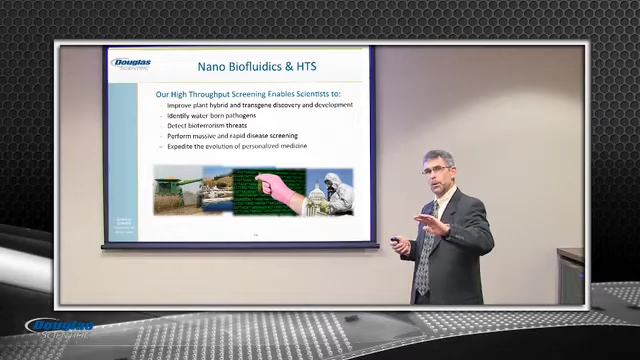 Douglas
SCIENTIFIC
Nano Biofluidics & HTS
Our High Throughput Screening Enables Scientists to:
- Improve plant hybrid and transgene discovery and development
- Identify water born pathogens
- Detect bioterrorism threats
- Perform massive and rapid disease screening
- Expedite the evolution of personalized medicine
Douglas
SCIENTIFIC